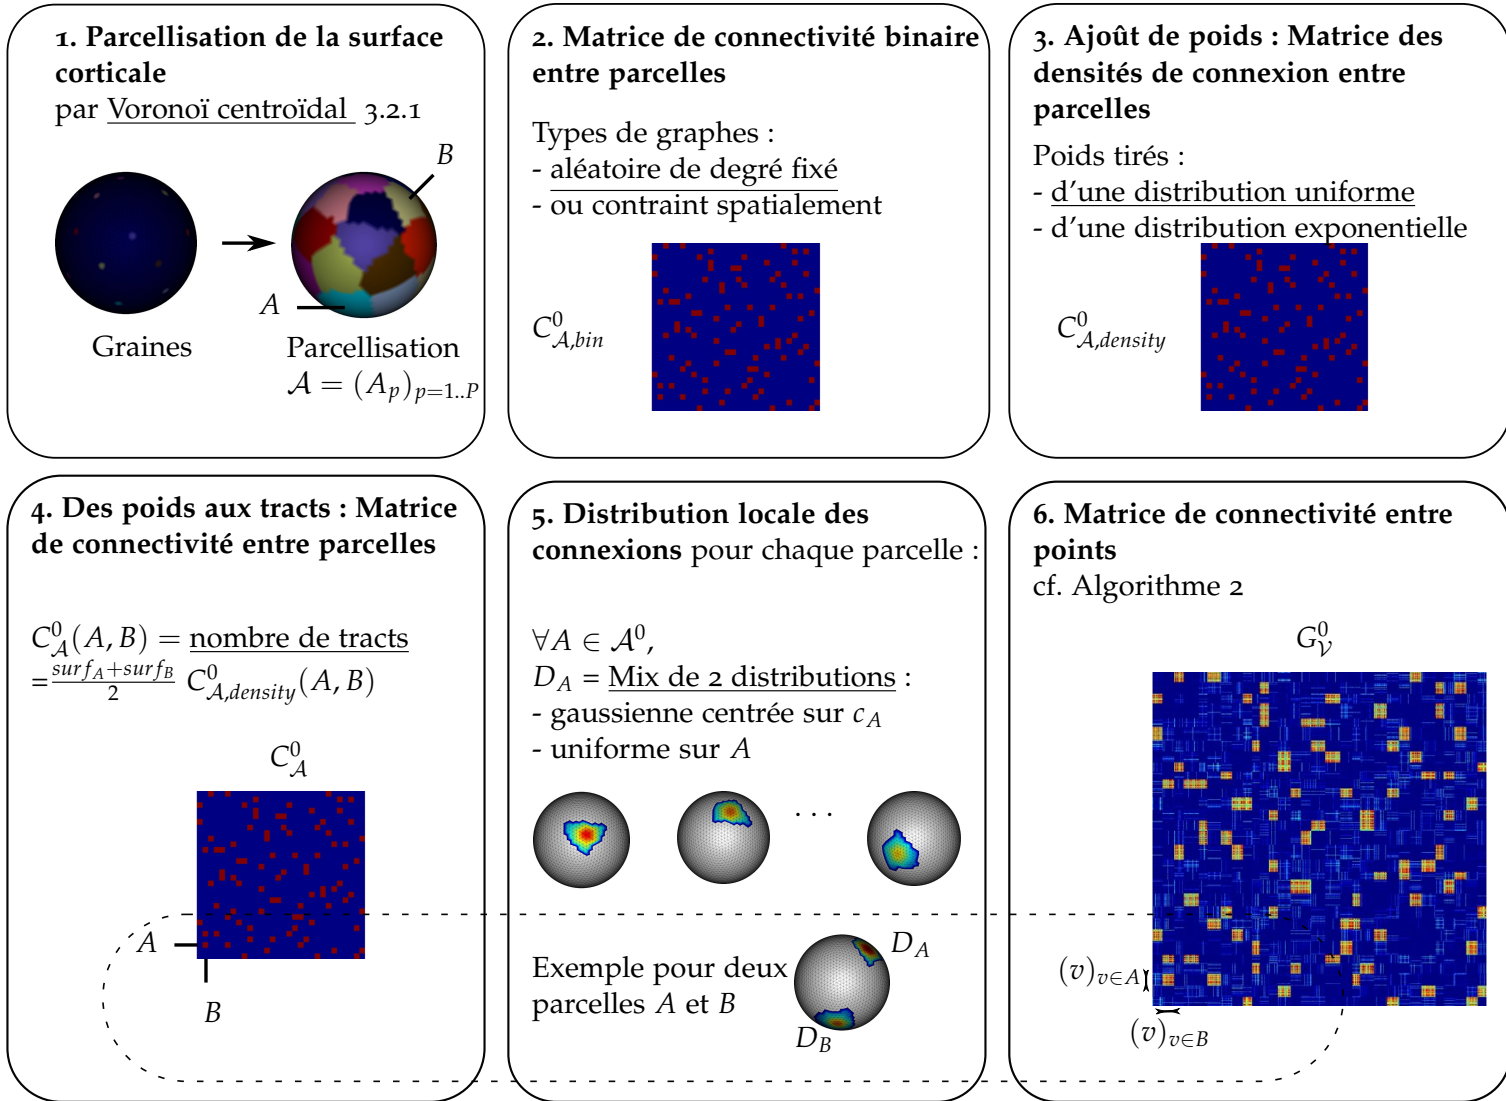 1. Parcellisation de la surface
corticale
par Voronoï centroïdal 3.2.1
B
A
Graines
Parcellisation
𝒜 = (A_p)_{p=1..P}
2. Matrice de connectivité binaire
entre parcelles
Types de graphes :
- aléatoire de degré fixé
- ou contraint spatialement
C^0_{𝒜,bin}
3. Ajoût de poids : Matrice des
densités de connexion entre
parcelles
Poids tirés :
- d'une distribution uniforme
- d'une distribution exponentielle
C^0_{𝒜,density}
4. Des poids aux tracts : Matrice
de connectivité entre parcelles
C^0_𝒜(A, B) = nombre de tracts
=\frac{surf_A+surf_B}{2} C^0_{𝒜,density}(A, B)
C^0_𝒜
A
B
5. Distribution locale des
connexions pour chaque parcelle :
∀A ∈ 𝒜^0,
D_A = Mix de 2 distributions :
- gaussienne centrée sur c_A
- uniforme sur A
. . .
Exemple pour deux
parcelles A et B
D_A
D_B
6. Matrice de connectivité entre
points
cf. Algorithme 2
G^0_𝒱
(v)_{v∈A}
(v)_{v∈B}